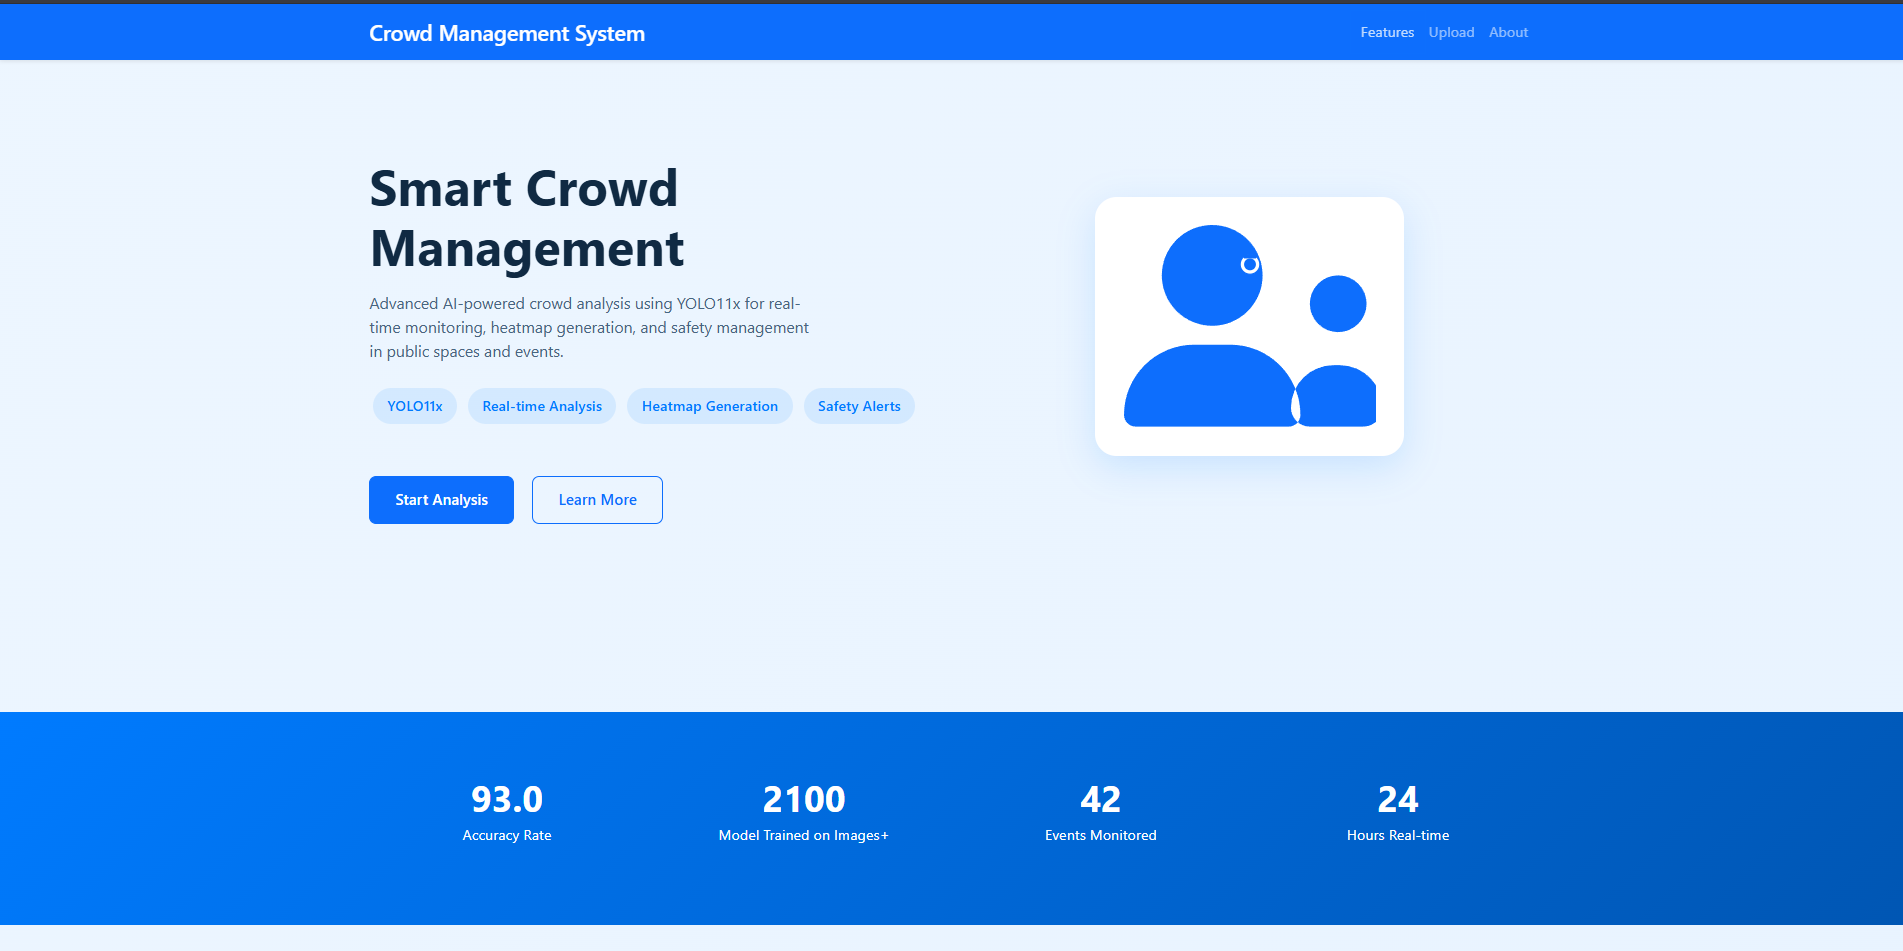 Crowd Management System
Features Upload About
Smart Crowd
Management
Advanced AI-powered crowd analysis using YOLO11x for real-
time monitoring, heatmap generation, and safety management
in public spaces and events.
YOLO11x Real-time Analysis Heatmap Generation Safety Alerts
Start Analysis Learn More
93.0 2100 42 24
Accuracy Rate Model Trained on Images+ Events Monitored Hours Real-time